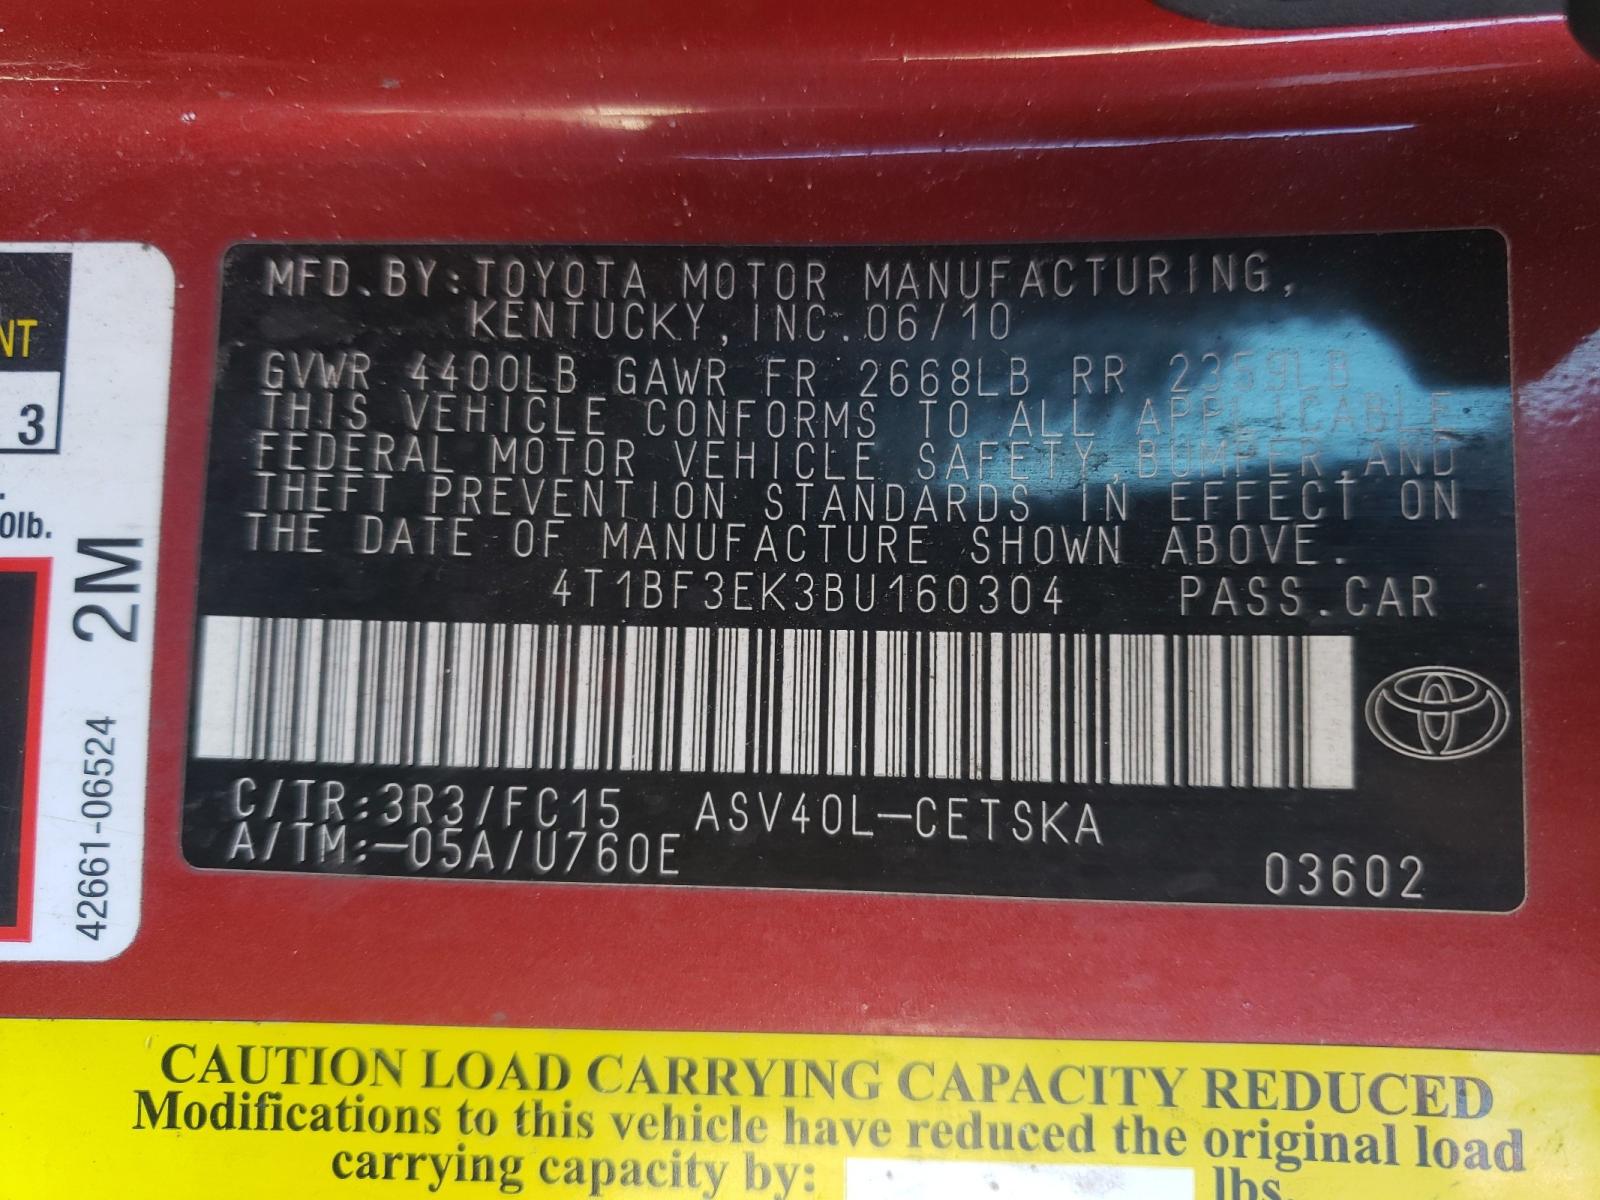 MFD.BY:TOYOTA MOTOR MANUFACTURING,
KENTUCKY,INC.06/10
GVWR 4400LB GAWR FR 2668LB RR 2359LB
THIS VEHICLE CONFORMS TO ALL APPLICABLE
FEDERAL MOTOR VEHICLE SAFETY,BUMPER,AND
THEFT PREVENTION STANDARDS IN EFFECT ON
THE DATE OF MANUFACTURE SHOWN ABOVE.
4T1BF3EK3BU160304 PASS.CAR
C/TR:3R3/FC15 ASV40L-CETSKA
A/TM:-05A/U760E
03602
NT
3
0lb.
2M
42661-06524
CAUTION LOAD CARRYING CAPACITY REDUCED
Modifications to this vehicle have reduced the original load
carrying capacity by: lbs.